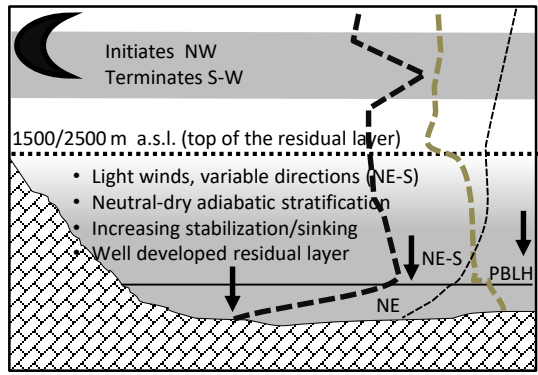 Initiates NW
Terminates S-W
1500/2500 m a.s.l. (top of the residual layer)
• Light winds, variable directions (NE-S)
• Neutral-dry adiabatic stratification
• Increasing stabilization/sinking
• Well developed residual layer
NE-S
PBLH
NE